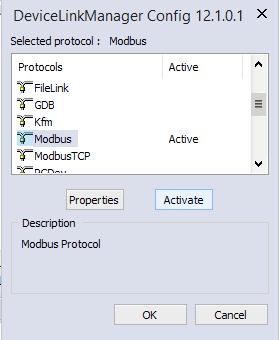 DeviceLinkManager Config 12.1.0.1
Selected protocol : Modbus
Protocols Active
FileLink
GDB
Kfm
Modbus Active
ModbusTCP
Properties Activate
Description
Modbus Protocol
OK Cancel